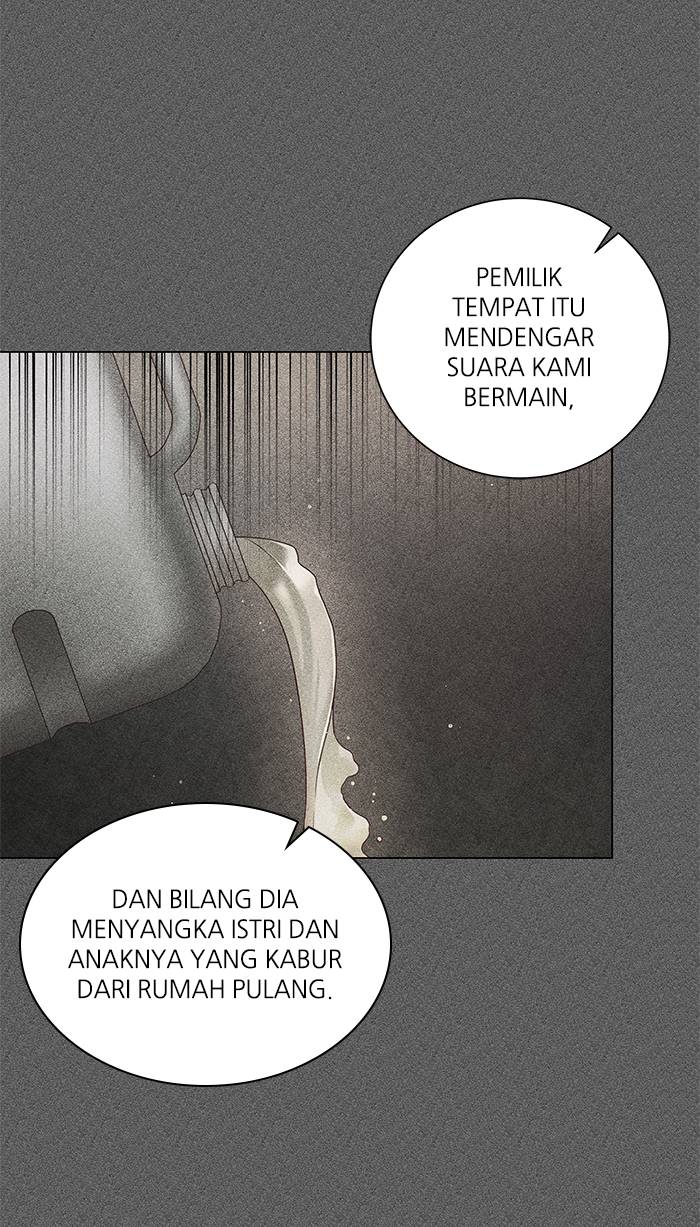 PEMILIK
TEMPAT ITU
MENDENGAR
SUARA KAMI
BERMAIN,
DAN BILANG DIA
MENYANGKA ISTRI DAN
ANAKNYA YANG KABUR
DARI RUMAH PULANG.